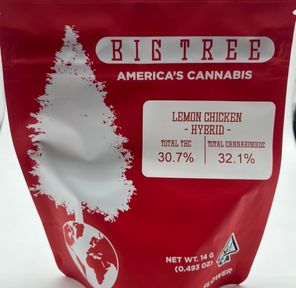 BIG TREE
AMERICA'S CANNABIS
LEMON CHICKEN
- HYBRID -
TOTAL THC
30.7%
TOTAL CANNABINOIDS
32.1%
NET WT. 14 G
(0.493 OZ)
FLOWER